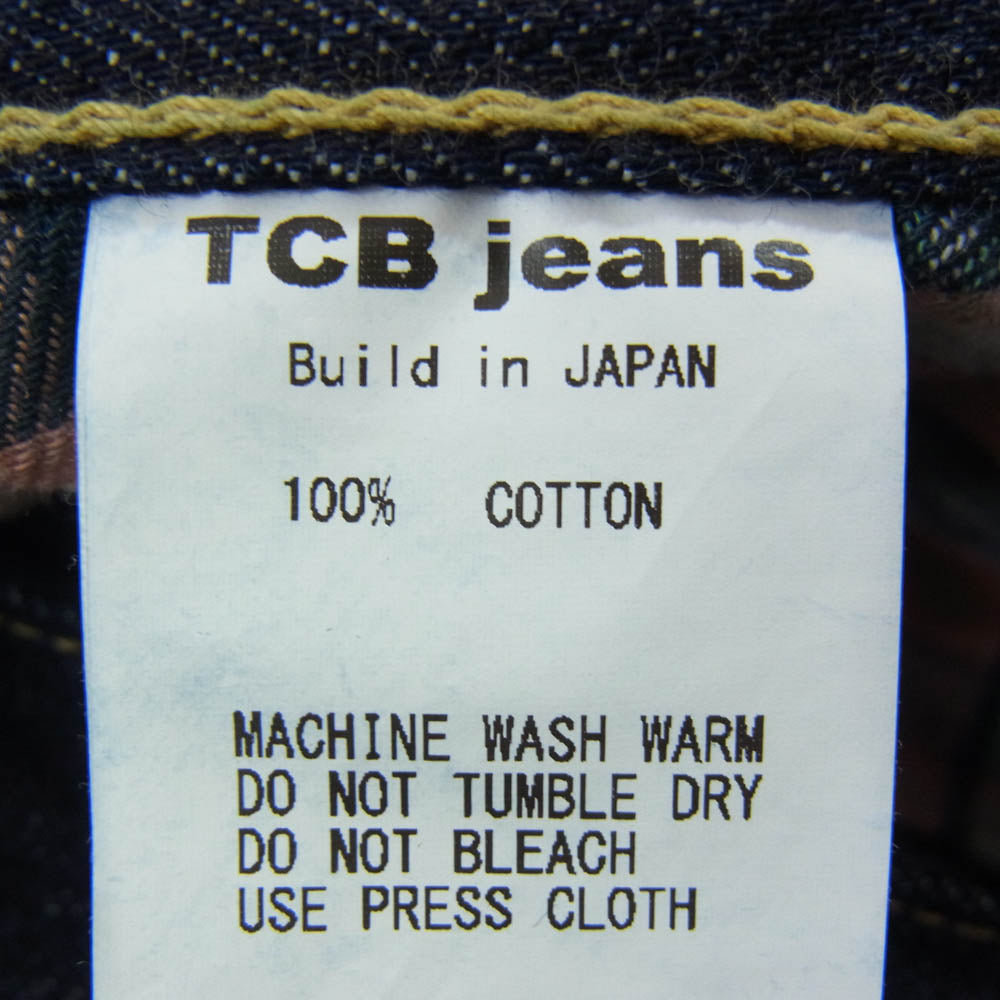 TCB jeans
Build in JAPAN
100% COTTON
MACHINE WASH WARM
DO NOT TUMBLE DRY
DO NOT BLEACH
USE PRESS CLOTH